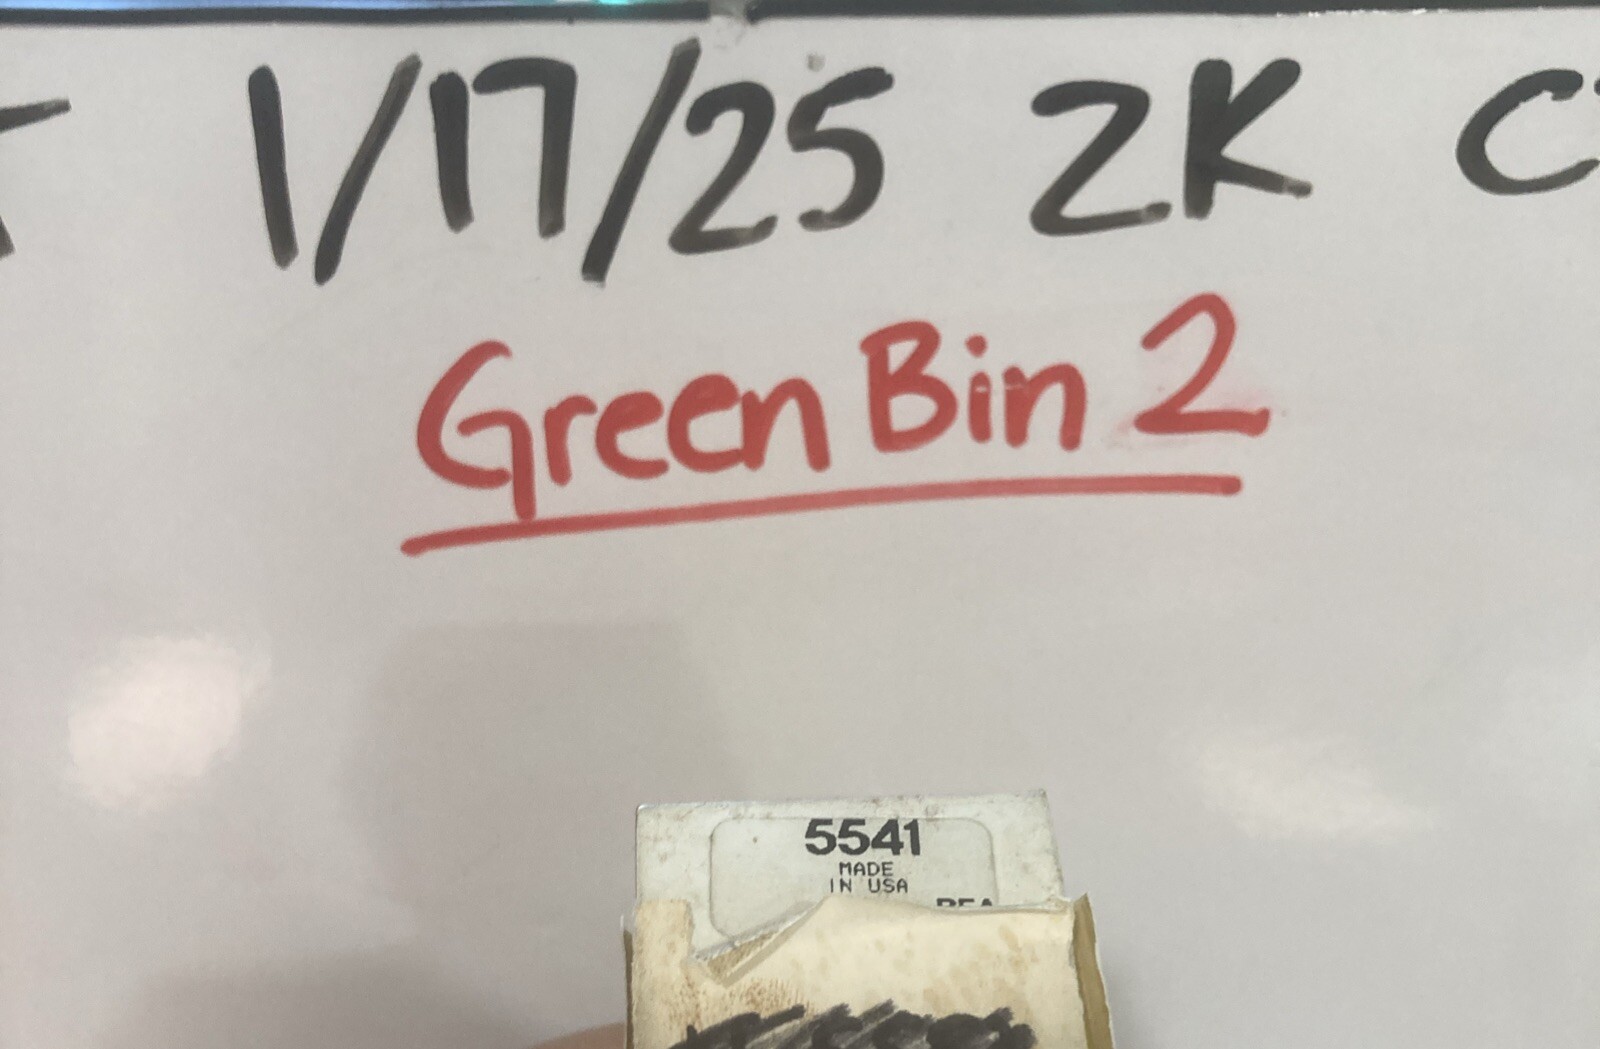 1/17/25 2K
Green Bin 2
5541
MADE
IN USA